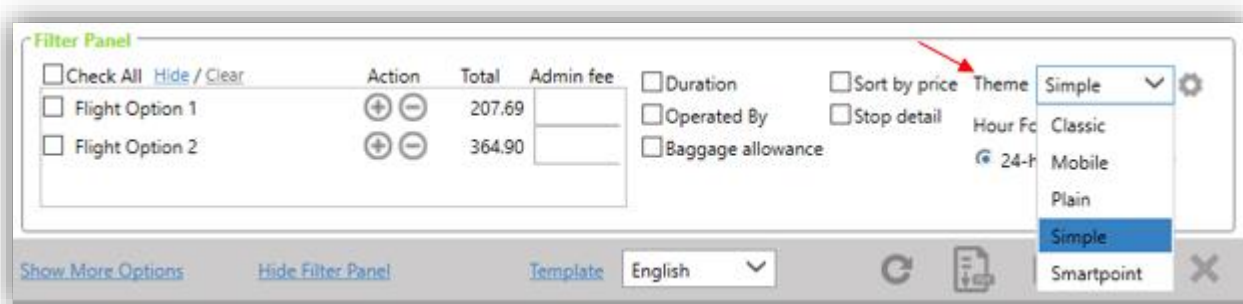 Filter Panel
Check All Hide / Clear Action Total Admin fee Duration Sort by price Theme Simple
Flight Option 1 207.69 Operated By Stop detail Hour Classic
Flight Option 2 364.90 Baggage allowance 24-h Mobile
Plain
Simple
Show More Options Hide Filter Panel Template English Smartpoint